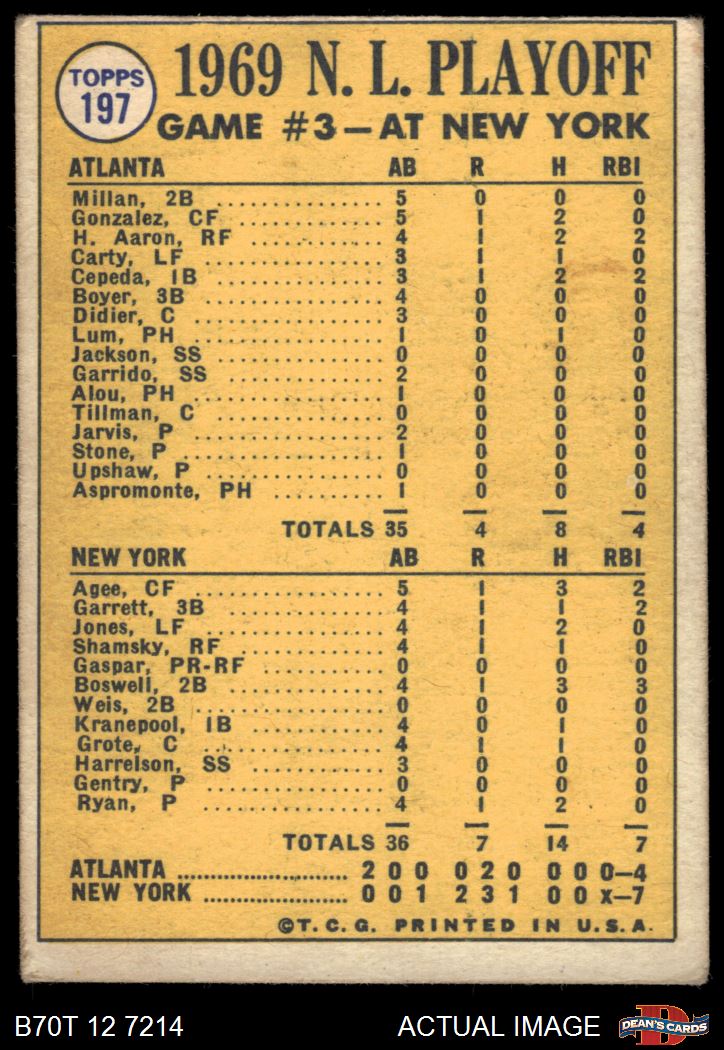 TOPPS
197
1969 N. L. PLAYOFF
GAME #3—AT NEW YORK
ATLANTA AB R H RBI
Millan, 2B .................. 5 0 0 0
Gonzalez, CF ............... 5 1 2 0
H. Aaron, RF .............. 4 1 2 2
Carty, LF .................... 3 1 1 0
Cepeda, 1B .................. 3 1 2 2
Boyer, 3B ................... 4 0 0 0
Didier, C .................... 3 0 0 0
Lum, PH ..................... 1 0 1 0
Jackson, SS ................. 0 0 0 0
Garrido, SS ................ 2 0 0 0
Alou, PH .................... 1 0 0 0
Tillman, C .................. 0 0 0 0
Jarvis, P .................... 2 0 0 0
Stone, P ..................... 1 0 0 0
Upshaw, P .................. 0 0 0 0
Aspromonte, PH .......... 1 0 0 0
TOTALS 35 4 8 4
NEW YORK AB R H RBI
Agee, CF .................... 5 1 3 2
Garrett, 3B ................ 4 1 1 2
Jones, LF ................... 4 1 2 0
Shamsky, RF ............... 4 1 1 0
Gaspar, PR-RF ............ 0 0 0 0
Boswell, 2B ................ 4 1 3 3
Weis, 2B .................... 0 0 0 0
Kranepool, 1B ............. 4 0 1 0
Grote, C .................... 4 1 1 0
Harrelson, SS ............. 3 0 0 0
Gentry, P ................... 0 0 0 0
Ryan, P ..................... 4 1 2 0
TOTALS 36 7 14 7
ATLANTA ........................ 2 0 0 0 2 0 0 0 0—4
NEW YORK .................... 0 0 1 2 3 1 0 0 x—7
©T. C. G. PRINTED IN U. S. A.
B70T 12 7214 ACTUAL IMAGE
D
DEAN'S CARDS